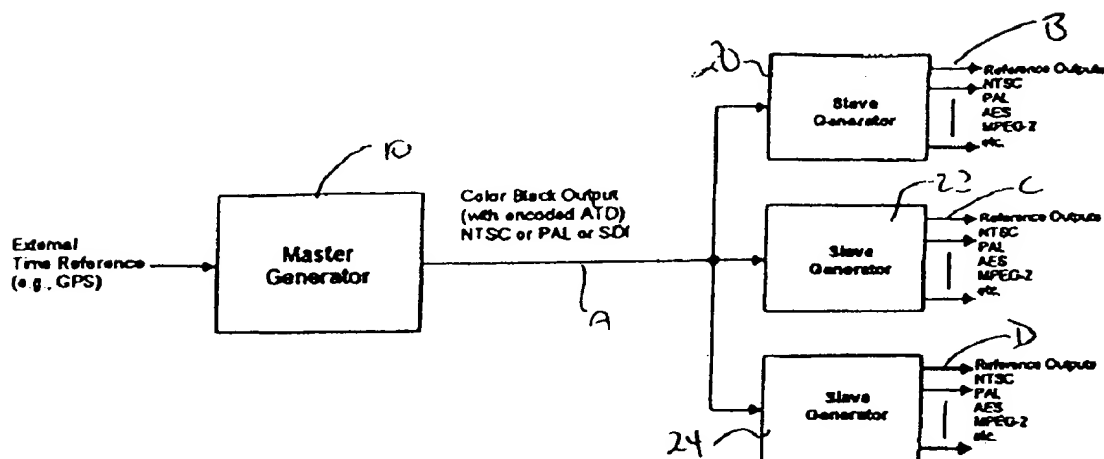 10
External
Time Reference
(e.g., GPS)
Master
Generator
Color Black Output
(with encoded ATD)
NTSC or PAL or SDI
A
20
Slave
Generator
B
Reference Outputs
NTSC
PAL
AES
MPEG-2
etc.
22
Slave
Generator
C
Reference Outputs
NTSC
PAL
AES
MPEG-2
etc.
24
Slave
Generator
D
Reference Outputs
NTSC
PAL
AES
MPEG-2
etc.